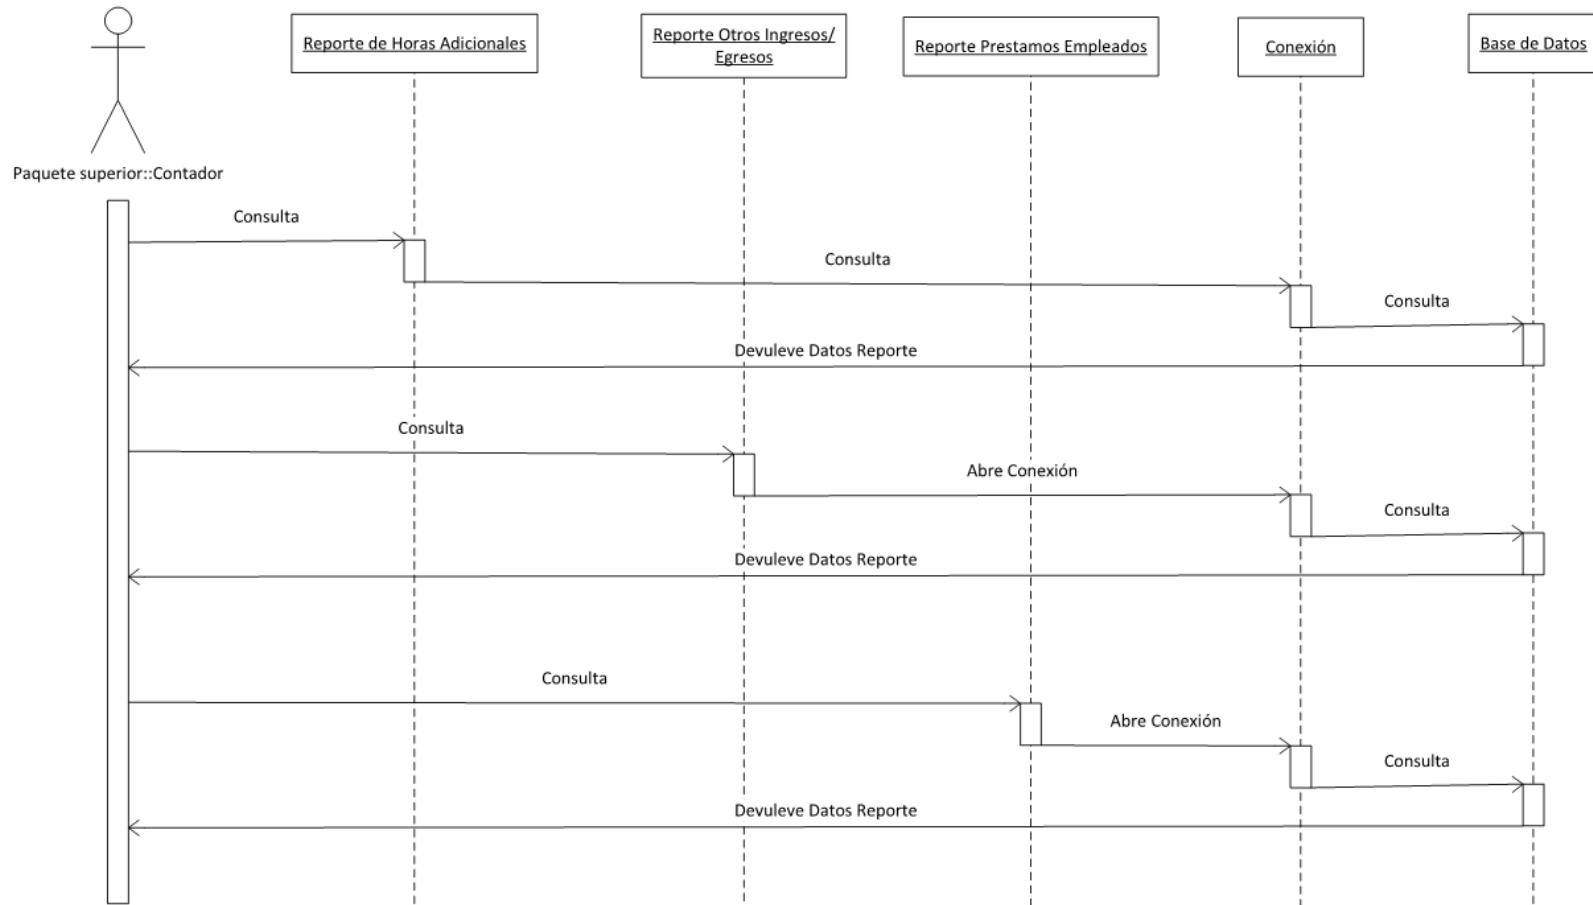 Reporte de Horas Adicionales
Reporte Otros Ingresos/
Egresos
Reporte Prestamos Empleados
Conexión
Base de Datos
Paquete superior::Contador
Consulta
Consulta
Consulta
Devuleve Datos Reporte
Consulta
Abre Conexión
Consulta
Devuleve Datos Reporte
Consulta
Abre Conexión
Consulta
Devuleve Datos Reporte